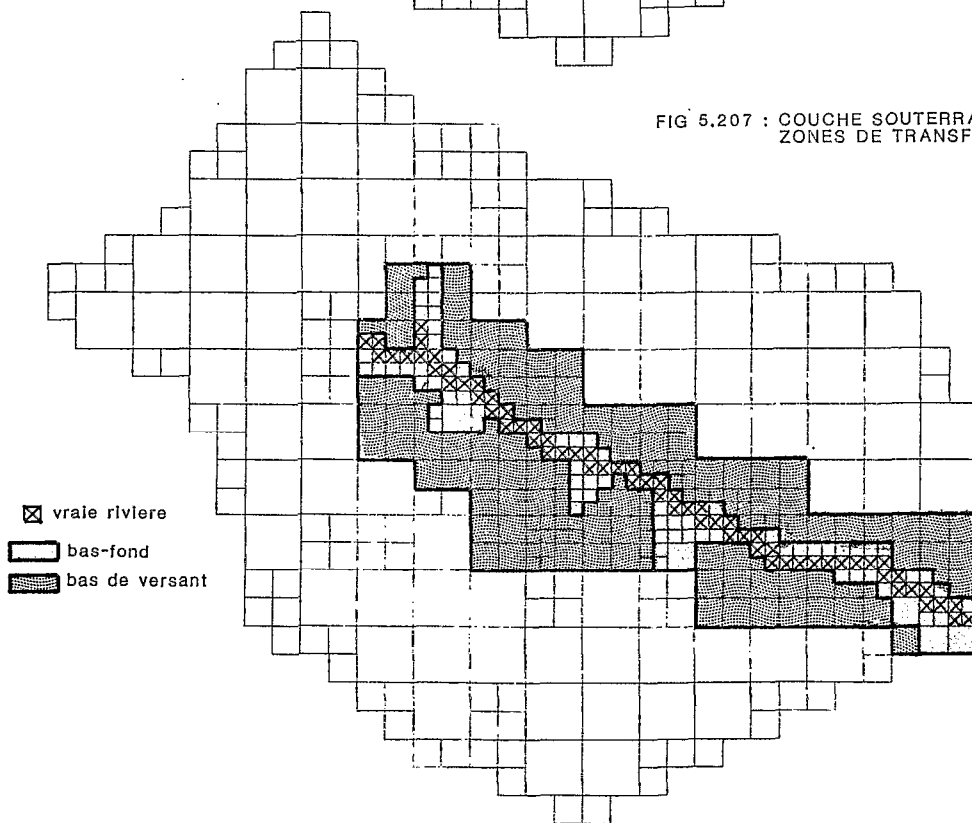 FIG 5.207 : COUCHE SOUTERRA
ZONES DE TRANSF
vraie riviere
bas-fond
bas de versant